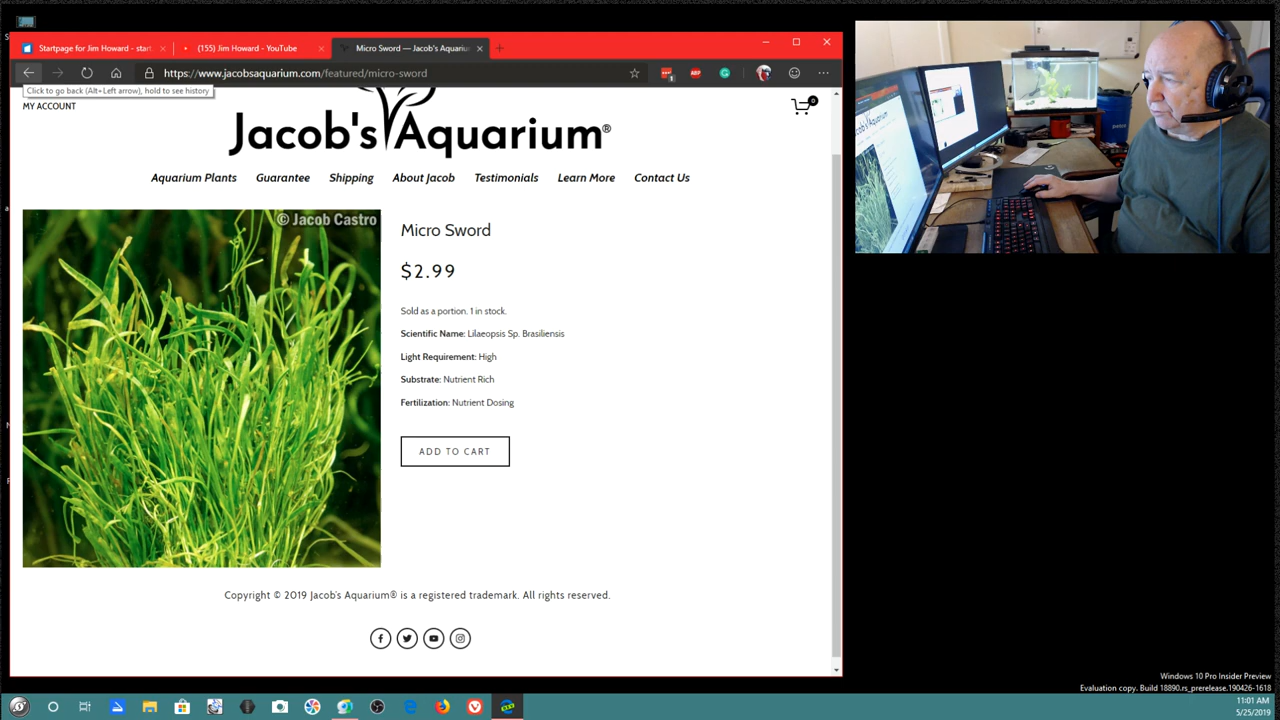 Startpage for Jim Howard - start.
(155) Jim Howard - YouTube
Micro Sword — Jacob's Aquariu
https://www.jacobsaquarium.com/featured/micro-sword
Click to go back (Alt+Left arrow), hold to see history
MY ACCOUNT
0
Jacob's Aquarium®
Aquarium Plants Guarantee Shipping About Jacob Testimonials Learn More Contact Us
© Jacob Castro
Micro Sword
$2.99
Sold as a portion. 1 in stock.
Scientific Name: Lilaeopsis Sp. Brasiliensis
Light Requirement: High
Substrate: Nutrient Rich
Fertilization: Nutrient Dosing
ADD TO CART
Copyright © 2019 Jacob's Aquarium® is a registered trademark. All rights reserved.
Windows 10 Pro Insider Preview
Evaluation copy. Build 18890.rs_prerelease.190426-1618
11:01 AM
5/25/2019